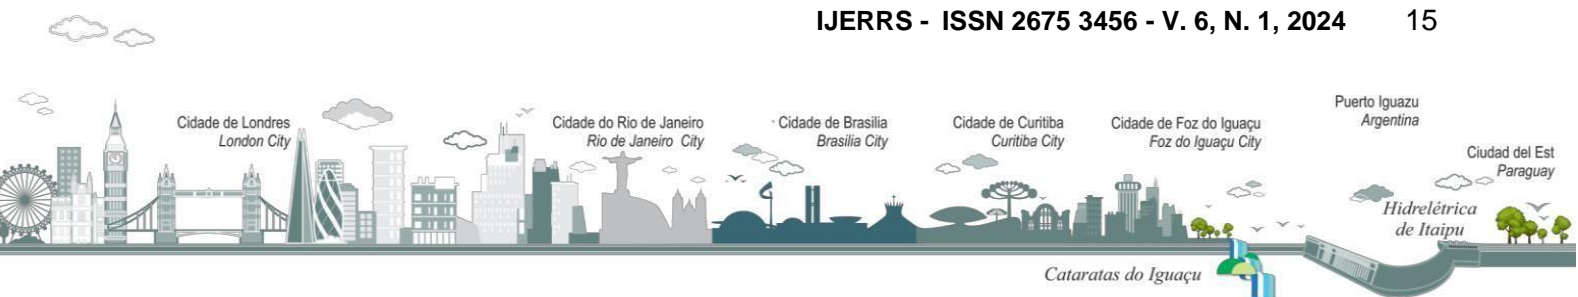 IJERRS - ISSN 2675 3456 - V. 6, N. 1, 2024 15
Cidade de Londres
London City
Cidade do Rio de Janeiro
Rio de Janeiro City
Cidade de Brasilia
Brasilia City
Cidade de Curitiba
Curitiba City
Cidade de Foz do Iguaçu
Foz do Iguaçu City
Puerto Iguazu
Argentina
Ciudad del Est
Paraguay
Hidrelétrica
de Itaipu
Cataratas do Iguaçu